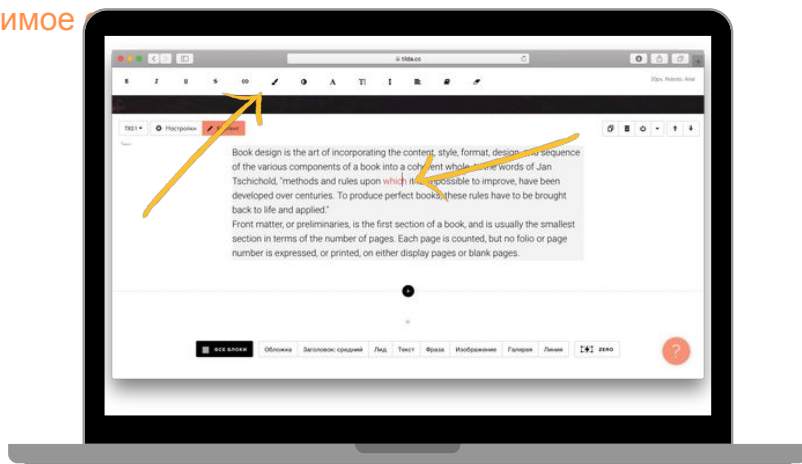 имое
tilda.cc
B I U S A T I
20px, Roboto, Arial
TX01 Настройки Контент
Book design is the art of incorporating the content, style, format, design, and sequence
of the various components of a book into a coherent whole. In the words of Jan
Tschichold, "methods and rules upon which it is impossible to improve, have been
developed over centuries. To produce perfect books, these rules have to be brought
back to life and applied."
Front matter, or preliminaries, is the first section of a book, and is usually the smallest
section in terms of the number of pages. Each page is counted, but no folio or page
number is expressed, or printed, on either display pages or blank pages.
ВСЕ БЛОКИ Обложка Заголовок: средний Лид Текст Фраза Изображение Галерея Линия ZERO ?